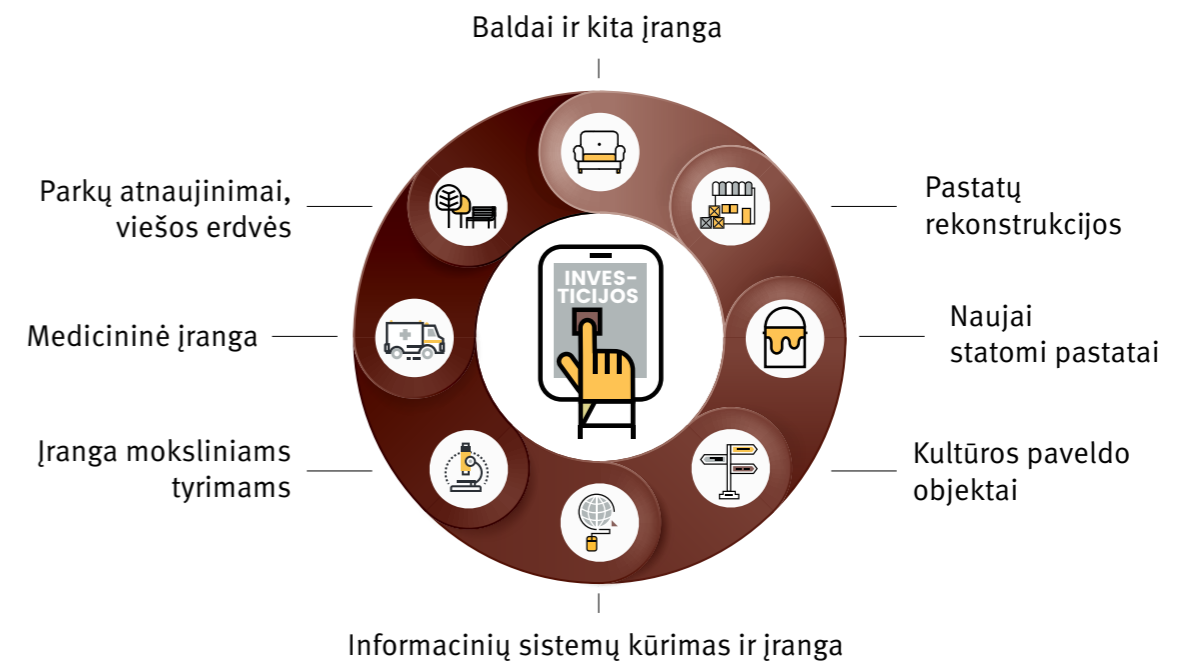 Baldai ir kita įranga
Parkų atnaujinimai,
viešos erdvės
Pastatų
rekonstrukcijos
INVES-
TICIJOS
Medicininė įranga
Naujai
statomi pastatai
Įranga moksliniams
tyrimams
Kultūros paveldo
objektai
Informacinių sistemų kūrimas ir įranga